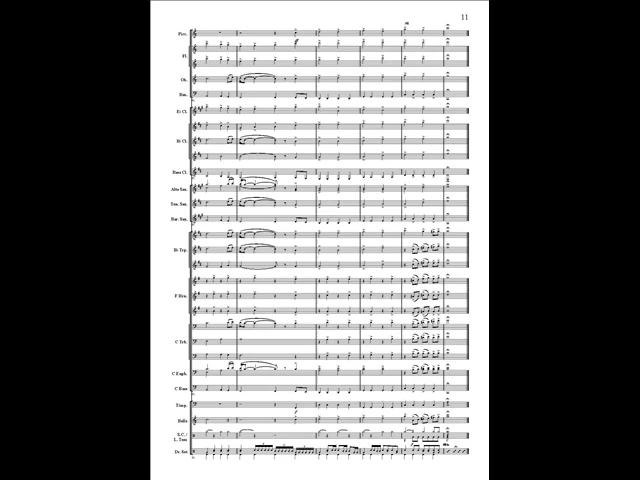 11
Picc.
Fl.
Ob.
Bsn.
Eb Cl.
Bb Cl.
Bass Cl.
Alto Sax.
Ten. Sax.
Bar. Sax.
Bb Trp.
F Hrn.
C Trb.
C Euph.
C Bass
Timp.
Bells
S.C./
L. Tom
Dr. Set